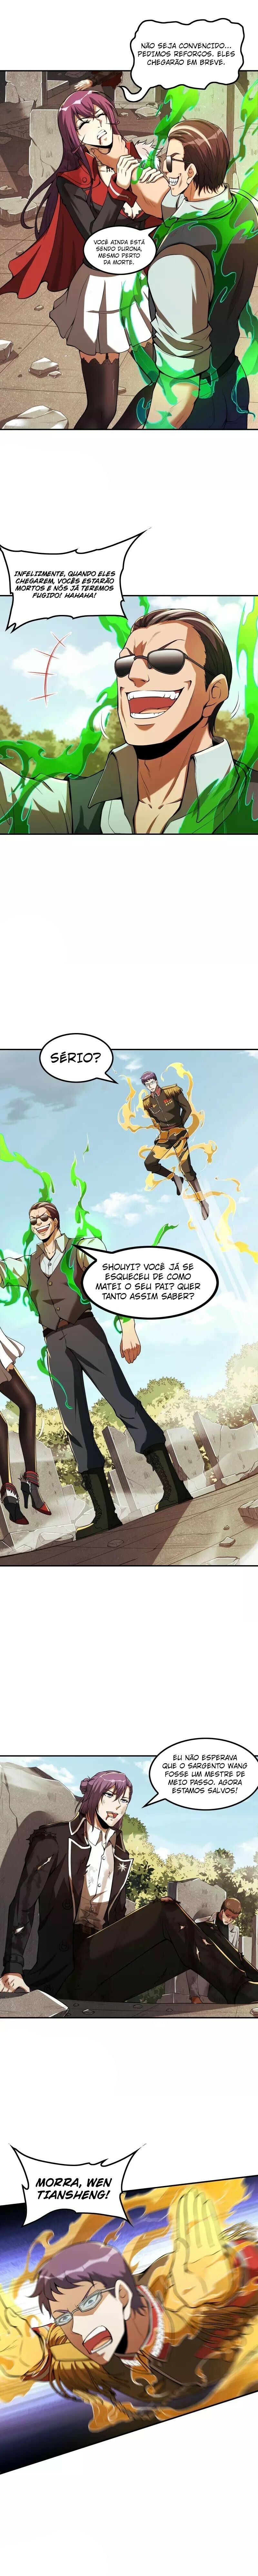 NÃO SEJA CONVENCIDO...
PEDIMOS REFORÇOS. ELES
CHEGARÃO EM BREVE.
VOCÊ AINDA ESTÁ
SENDO DURONA,
MESMO PERTO
DA MORTE.
INFELIZMENTE, QUANDO ELES
CHEGAREM, VOCÊS ESTARÃO
MORTOS E NÓS JÁ TEREMOS
FUGIDO! HAHAHA!
SÉRIO?
SHOUYI? VOCÊ JÁ SE
ESQUECEU DE COMO
MATEI O SEU PAI? QUER
TANTO ASSIM SABER?
EU NÃO ESPERAVA
QUE O SARGENTO WANG
FOSSE UM MESTRE DE
MEIO PASSO. AGORA
ESTAMOS SALVOS!
MORRA, WEN
TIANSHENG!